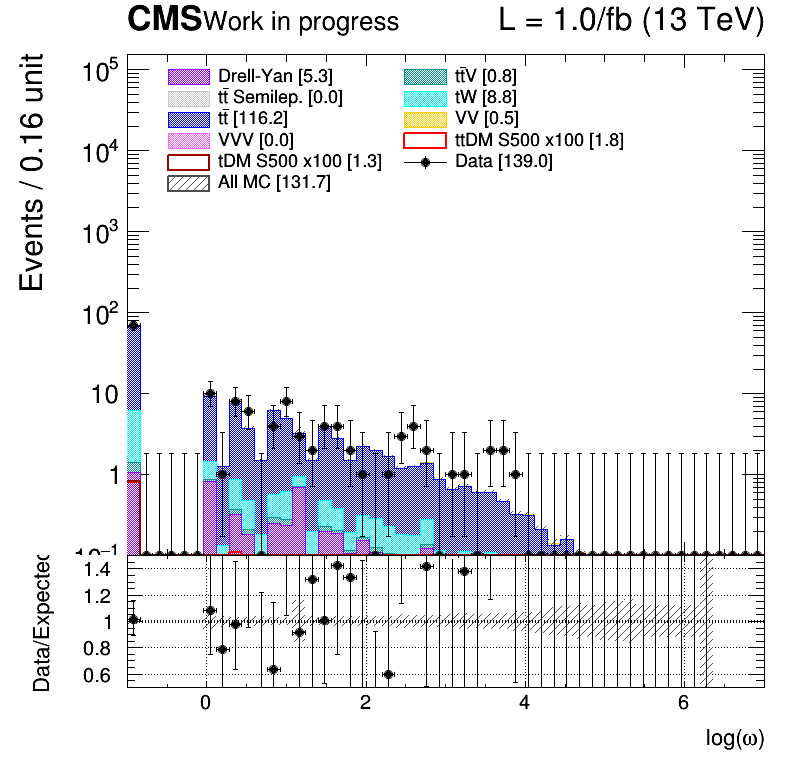 CMS Work in progress L = 1.0/fb (13 TeV)
Events / 0.16 unit
Drell-Yan [5.3] tt̄V [0.8]
tt̄ Semilep. [0.0] tW [8.8]
tt̄ [116.2] VV [0.5]
VVV [0.0] ttDM S500 x100 [1.8]
tDM S500 x100 [1.3] Data [139.0]
All MC [131.7]
10⁵
10⁴
10³
10²
10
1
10⁻¹
Data/Expected
1.4
1.2
1
0.8
0.6
0 2 4 6
log(ω)